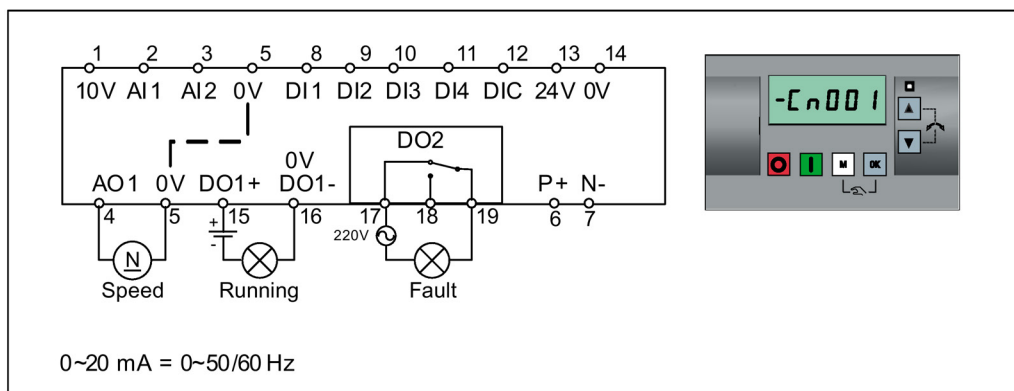 1 2 3 5 8 9 10 11 12 13 14
10V AI1 AI2 0V DI1 DI2 DI3 DI4 DIC 24V 0V
-Cn001
DO2
0V
AO1 0V DO1+ DO1- P+ N-
M OK
4 5 15 16 17 18 19 6 7
+
-
220V
N
Speed Running Fault
0~20 mA = 0~50/60 Hz